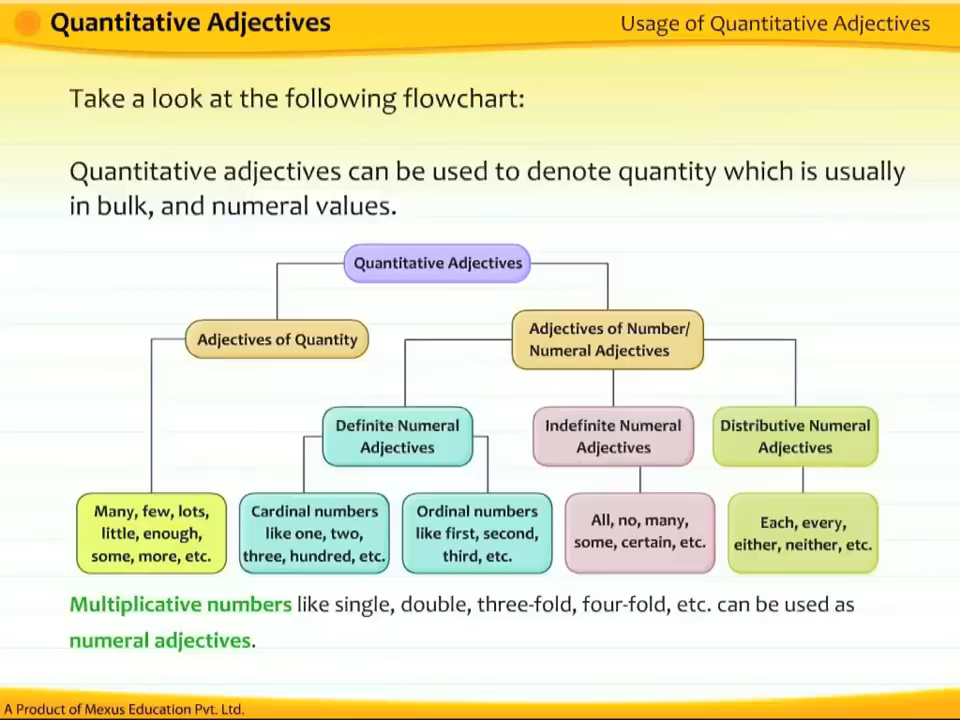 Quantitative Adjectives
Usage of Quantitative Adjectives
Take a look at the following flowchart:
Quantitative adjectives can be used to denote quantity which is usually
in bulk, and numeral values.
Quantitative Adjectives
Adjectives of Quantity
Adjectives of Number/
Numeral Adjectives
Definite Numeral
Adjectives
Indefinite Numeral
Adjectives
Distributive Numeral
Adjectives
Many, few, lots,
little, enough,
some, more, etc.
Cardinal numbers
like one, two,
three, hundred, etc.
Ordinal numbers
like first, second,
third, etc.
All, no, many,
some, certain, etc.
Each, every,
either, neither, etc.
Multiplicative numbers like single, double, three-fold, four-fold, etc. can be used as
numeral adjectives.
A Product of Mexus Education Pvt. Ltd.